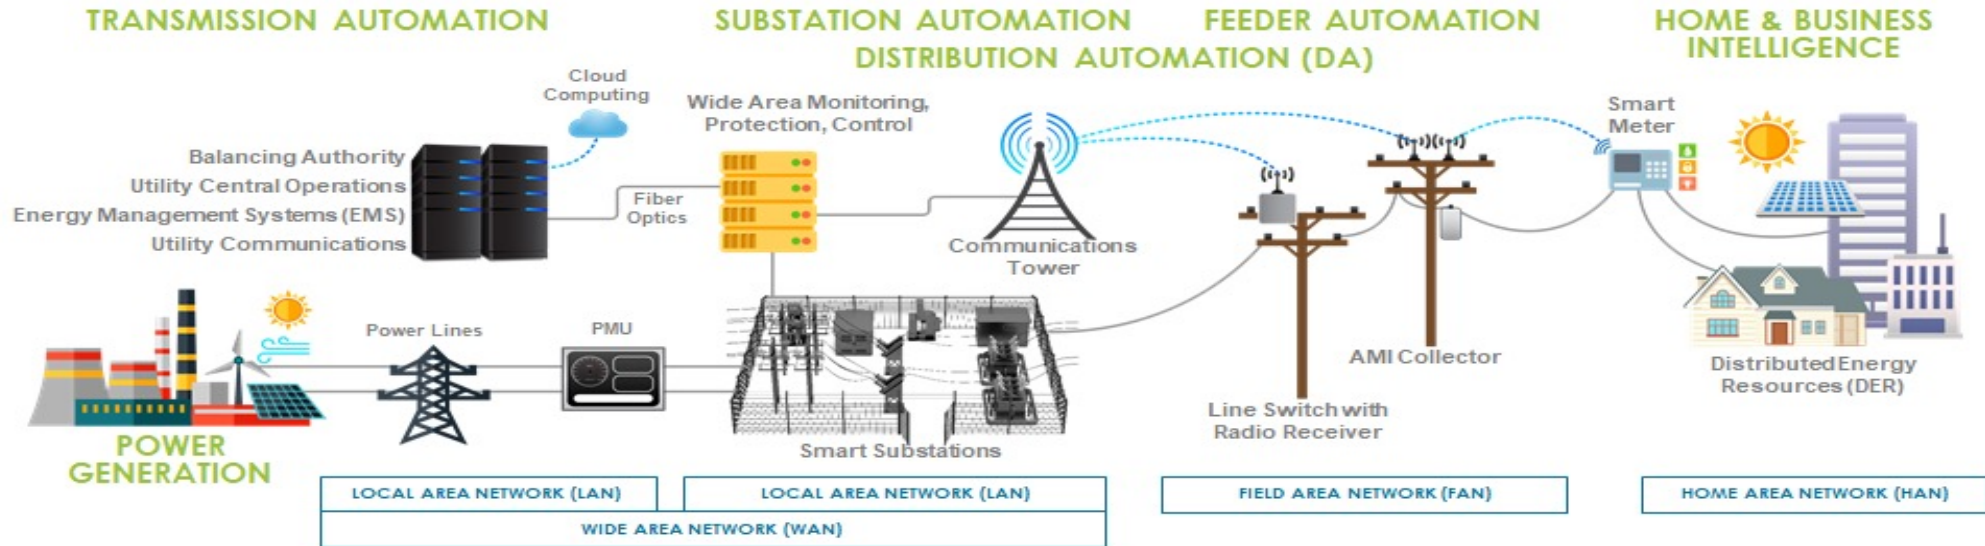 TRANSMISSION AUTOMATION
SUBSTATION AUTOMATION
FEEDER AUTOMATION
DISTRIBUTION AUTOMATION (DA)
HOME & BUSINESS
INTELLIGENCE
Cloud
Computing
Balancing Authority
Utility Central Operations
Energy Management Systems (EMS)
Utility Communications
Fiber
Optics
Wide Area Monitoring,
Protection, Control
Communications
Tower
Smart
Meter
Power Lines
PMU
Smart Substations
Line Switch with
Radio Receiver
AMI Collector
Distributed Energy
Resources (DER)
POWER
GENERATION
LOCAL AREA NETWORK (LAN)
LOCAL AREA NETWORK (LAN)
FIELD AREA NETWORK (FAN)
HOME AREA NETWORK (HAN)
WIDE AREA NETWORK (WAN)